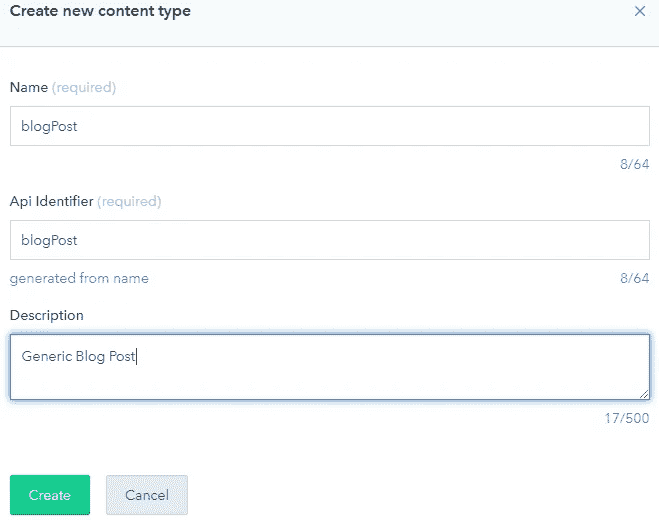 Create new content type
Name (required)
blogPost
8/64
Api Identifier (required)
blogPost
generated from name 8/64
Description
Generic Blog Post
17/500
Create Cancel